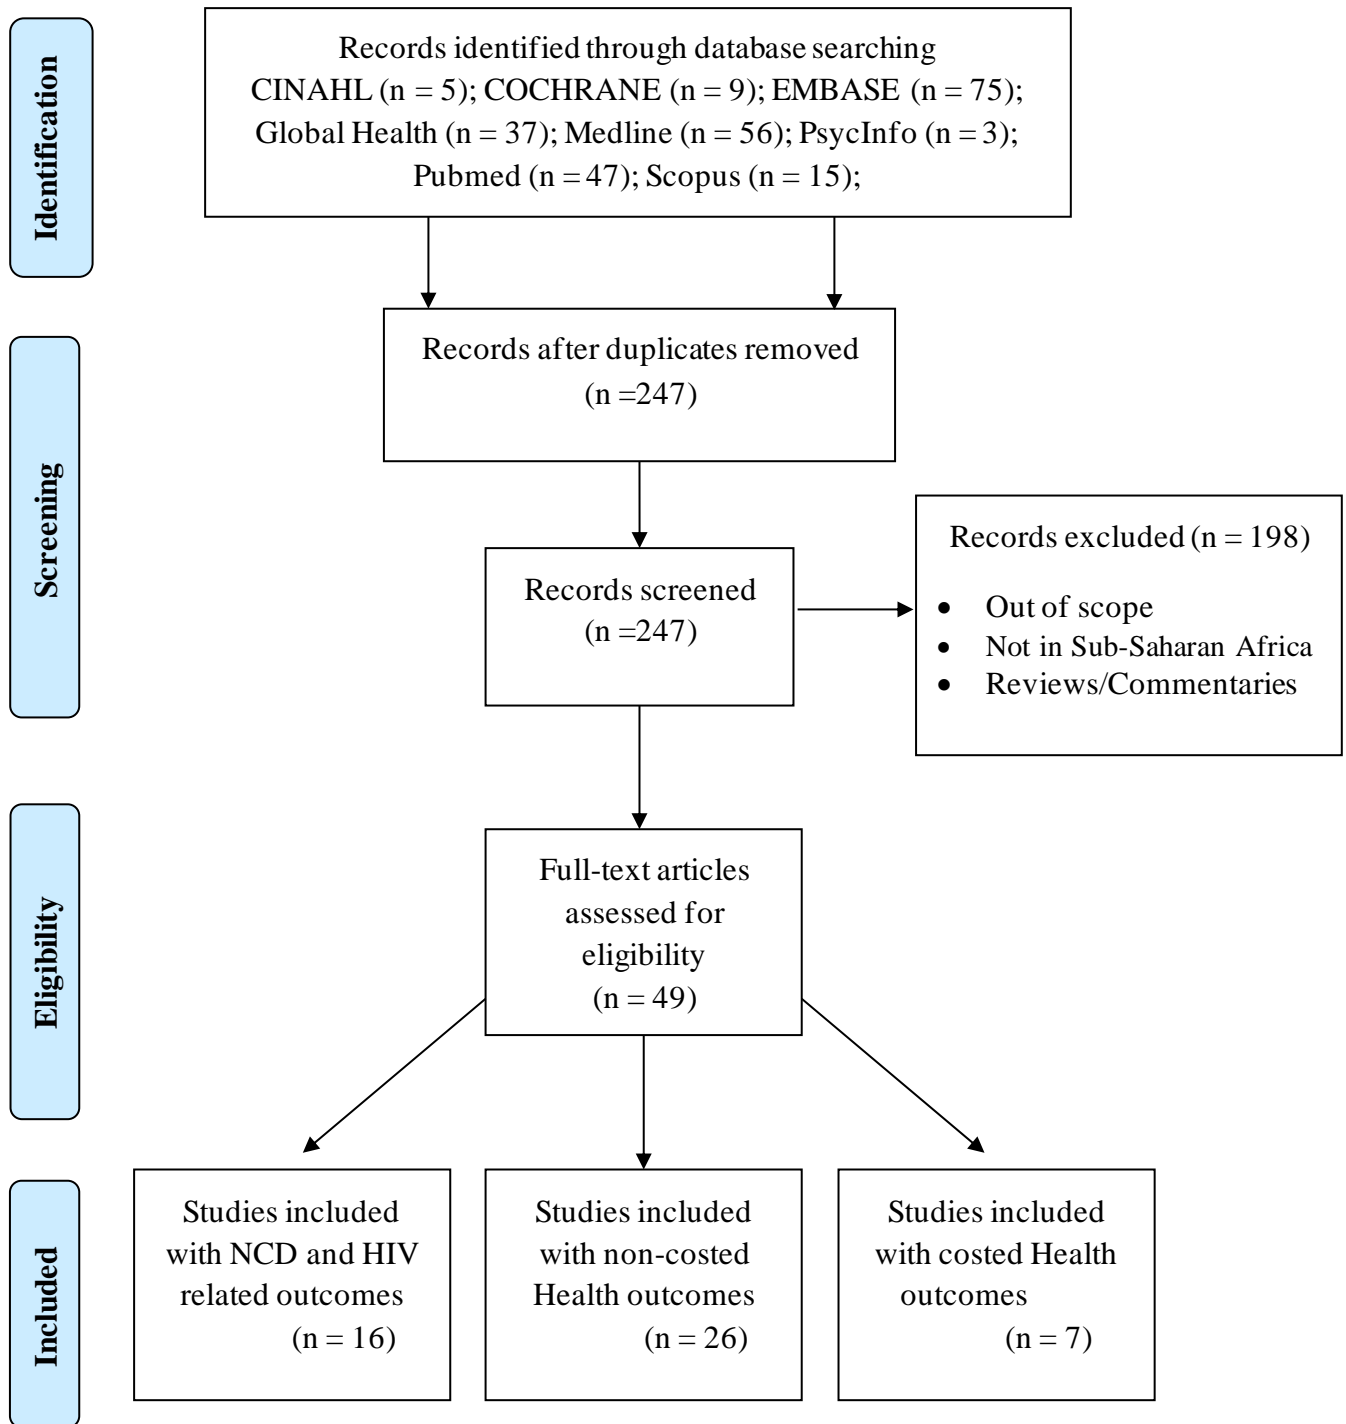 Identification
Records identified through database searching
CINAHL (n = 5); COCHRANE (n = 9); EMBASE (n = 75);
Global Health (n = 37); Medline (n = 56); PsycInfo (n = 3);
Pubmed (n = 47); Scopus (n = 15);
Screening
Records after duplicates removed
(n =247)
Records screened
(n =247)
Records excluded (n = 198)
• Out of scope
• Not in Sub-Saharan Africa
• Reviews/Commentaries
Eligibility
Full-text articles
assessed for
eligibility
(n = 49)
Included
Studies included
with NCD and HIV
related outcomes
(n = 16)
Studies included
with non-costed
Health outcomes
(n = 26)
Studies included
with costed Health
outcomes
(n = 7)